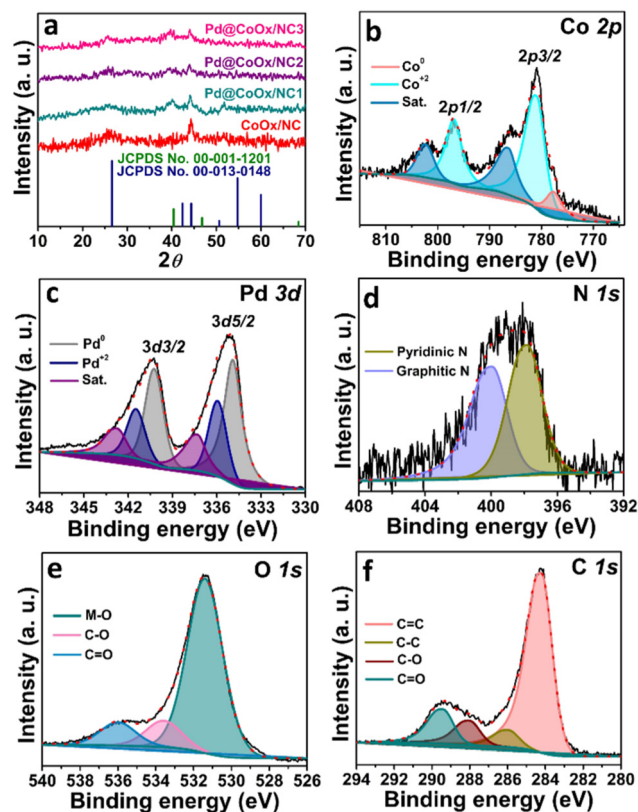 a
Pd@CoOx/NC3
Pd@CoOx/NC2
Pd@CoOx/NC1
CoOx/NC
JCPDS No. 00-001-1201
JCPDS No. 00-013-0148
Intensity (a. u.)
10 20 30 40 50 60 70
2θ
b
Co 2p
Co⁰
Co⁺²
Sat.
2p1/2
2p3/2
Intensity (a. u.)
810 800 790 780 770
Binding energy (eV)
c
Pd 3d
Pd⁰
Pd⁺²
Sat.
3d3/2
3d5/2
Intensity (a. u.)
348 345 342 339 336 333 330
Binding energy (eV)
d
N 1s
Pyridinic N
Graphitic N
Intensity (a. u.)
408 404 400 396 392
Binding energy (eV)
e
O 1s
M-O
C-O
C=O
Intensity (a. u.)
540 538 536 534 532 530 528 526
Binding energy (eV)
f
C 1s
C=C
C-C
C-O
C=O
Intensity (a. u.)
294 292 290 288 286 284 282 280
Binding energy (eV)